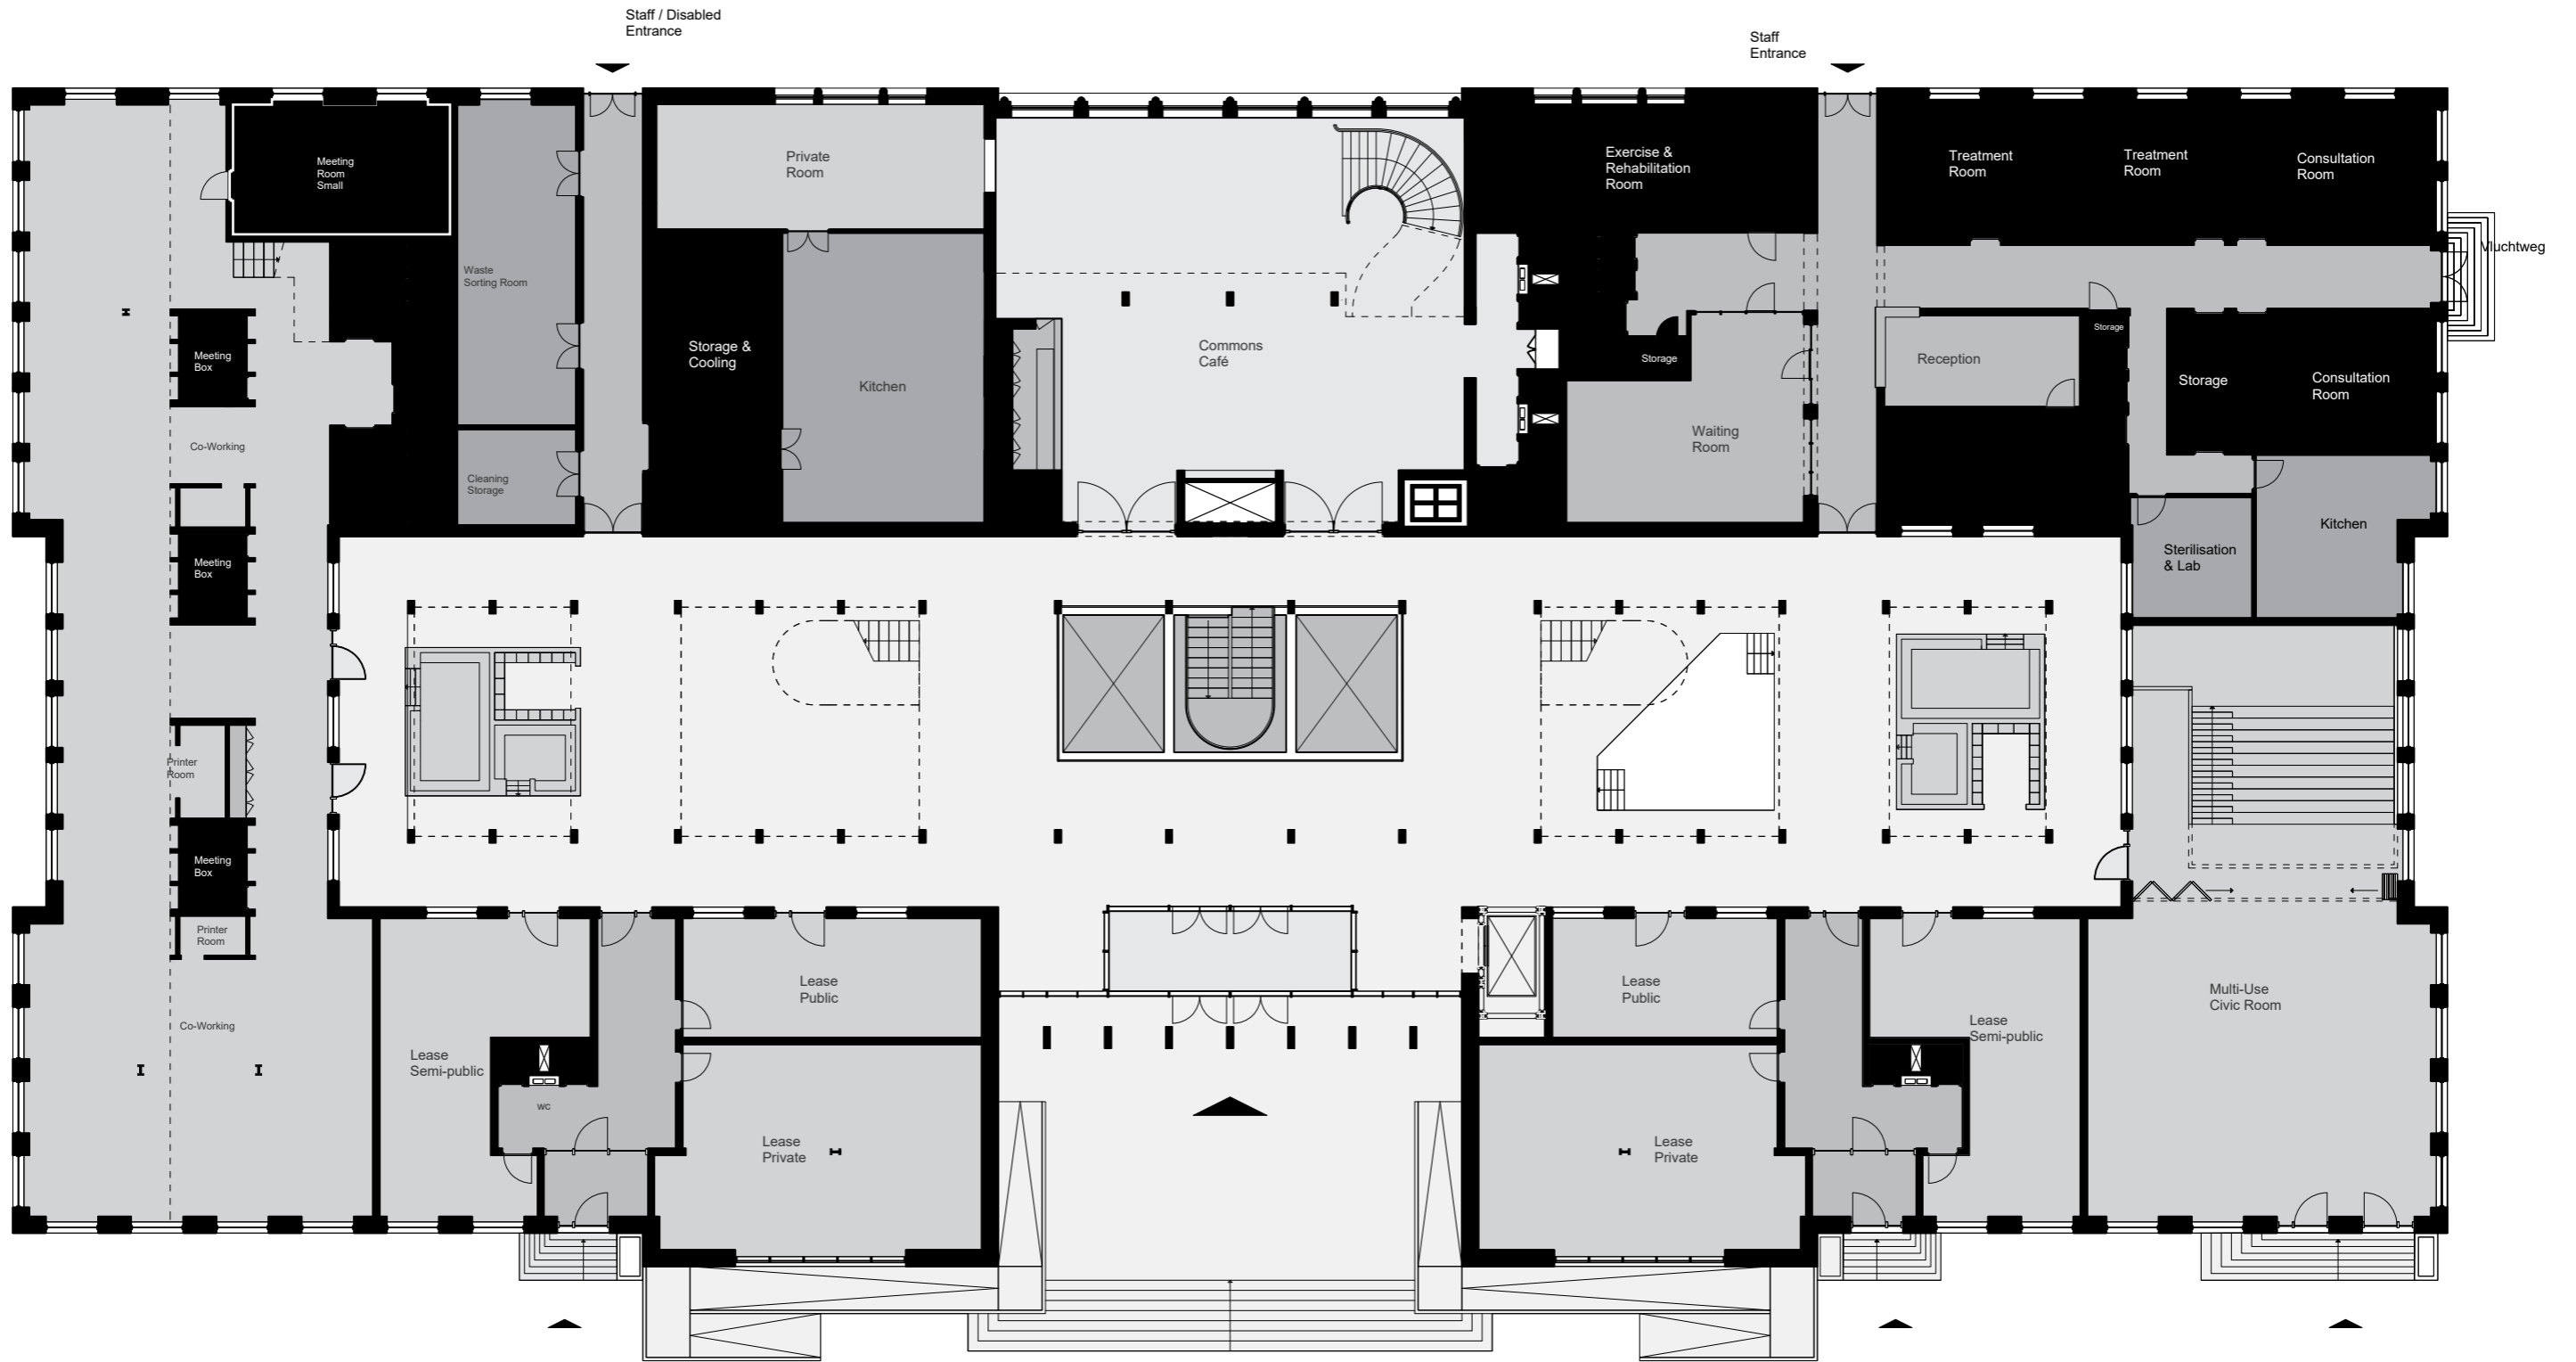 Staff / Disabled
Entrance
Staff
Entrance
Meeting
Room
Small
Private
Room
Exercise &
Rehabilitation
Room
Treatment
Room
Treatment
Room
Consultation
Room
Vluchtweg
Waste
Sorting Room
Meeting
Box
Storage &
Cooling
Kitchen
Commons
Café
Storage
Reception
Storage
Storage
Consultation
Room
Co-Working
Cleaning
Storage
Waiting
Room
Kitchen
Meeting
Box
Sterilisation
& Lab
Printer
Room
Meeting
Box
Printer
Room
Co-Working
Lease
Semi-public
wc
Lease
Public
Lease
Private
Lease
Public
Lease
Private
Lease
Semi-public
Multi-Use
Civic Room